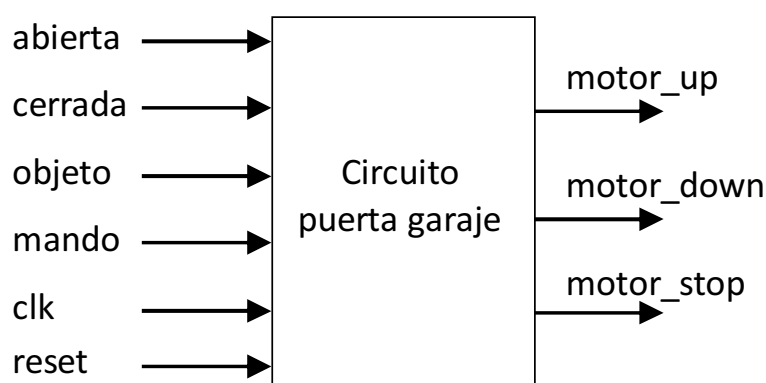 abierta
cerrada
objeto
mando
clk
reset
Circuito
puerta garaje
motor_up
motor_down
motor_stop